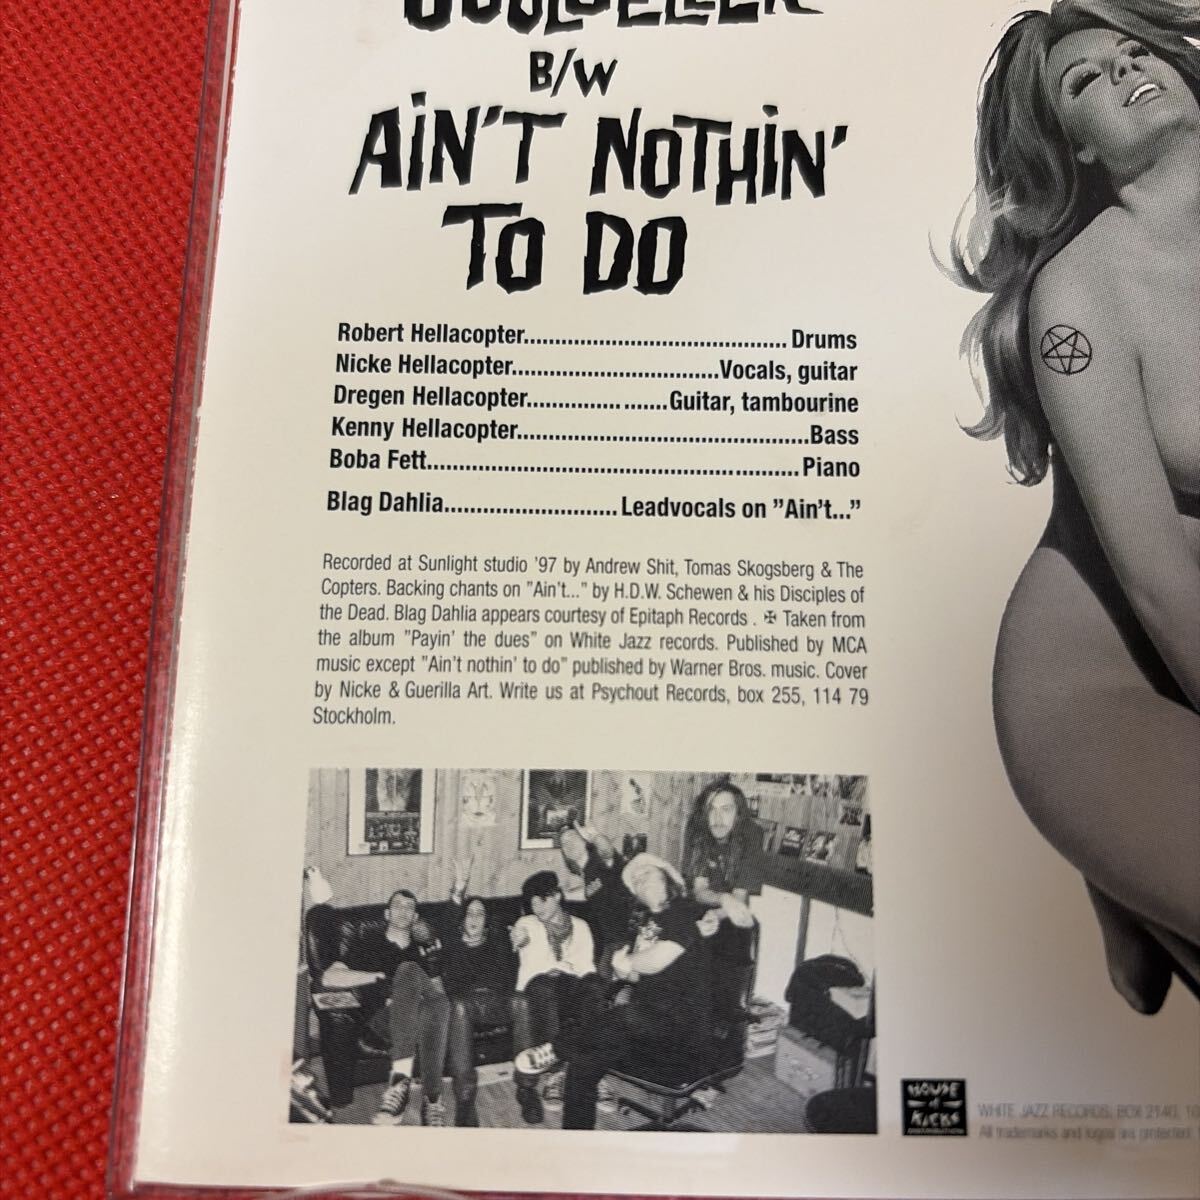 SOULSELLER
B/W
AIN'T NOTHIN'
TO DO
Robert Hellacopter.......................................... Drums
Nicke Hellacopter.................................Vocals, guitar
Dregen Hellacopter............... .......Guitar, tambourine
Kenny Hellacopter...............................................Bass
Boba Fett............................................................ Piano
Blag Dahlia............................ Leadvocals on ”Ain't...”
Recorded at Sunlight studio '97 by Andrew Shit, Tomas Skogsberg & The
Copters. Backing chants on "Ain't..." by H.D.W. Schewen & his Disciples of
the Dead. Blag Dahlia appears courtesy of Epitaph Records . ✠ Taken from
the album "Payin' the dues" on White Jazz records. Published by MCA
music except "Ain't nothin' to do" published by Warner Bros. music. Cover
by Nicke & Guerilla Art. Write us at Psychout Records, box 255, 114 79
Stockholm.
HOUSE
of
KICKS
DISTRIBUTION
WHITE JAZZ RECORDS, BOX 2140,
All trademarks and logos are protected.